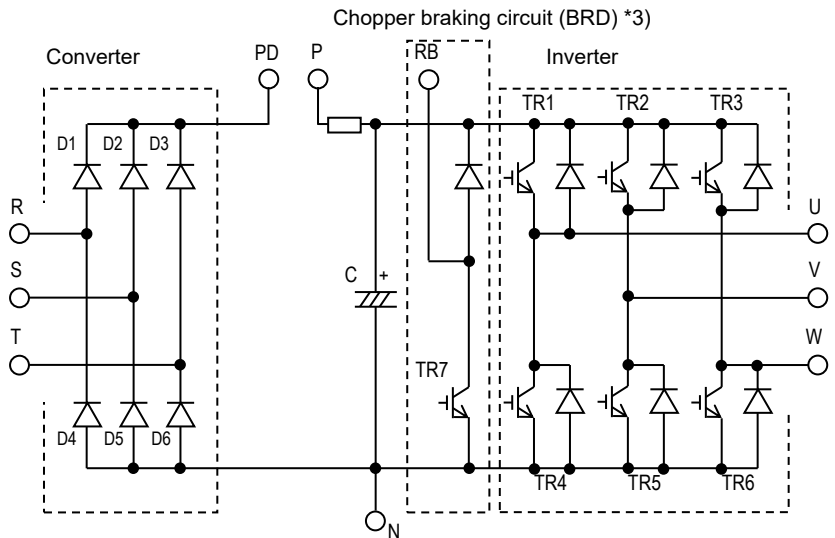 Chopper braking circuit (BRD) *3)
Converter
PD
P
RB
Inverter
TR1
TR2
TR3
D1
D2
D3
R
U
S
C
+
V
T
W
TR7
D4
D5
D6
TR4
TR5
TR6
N